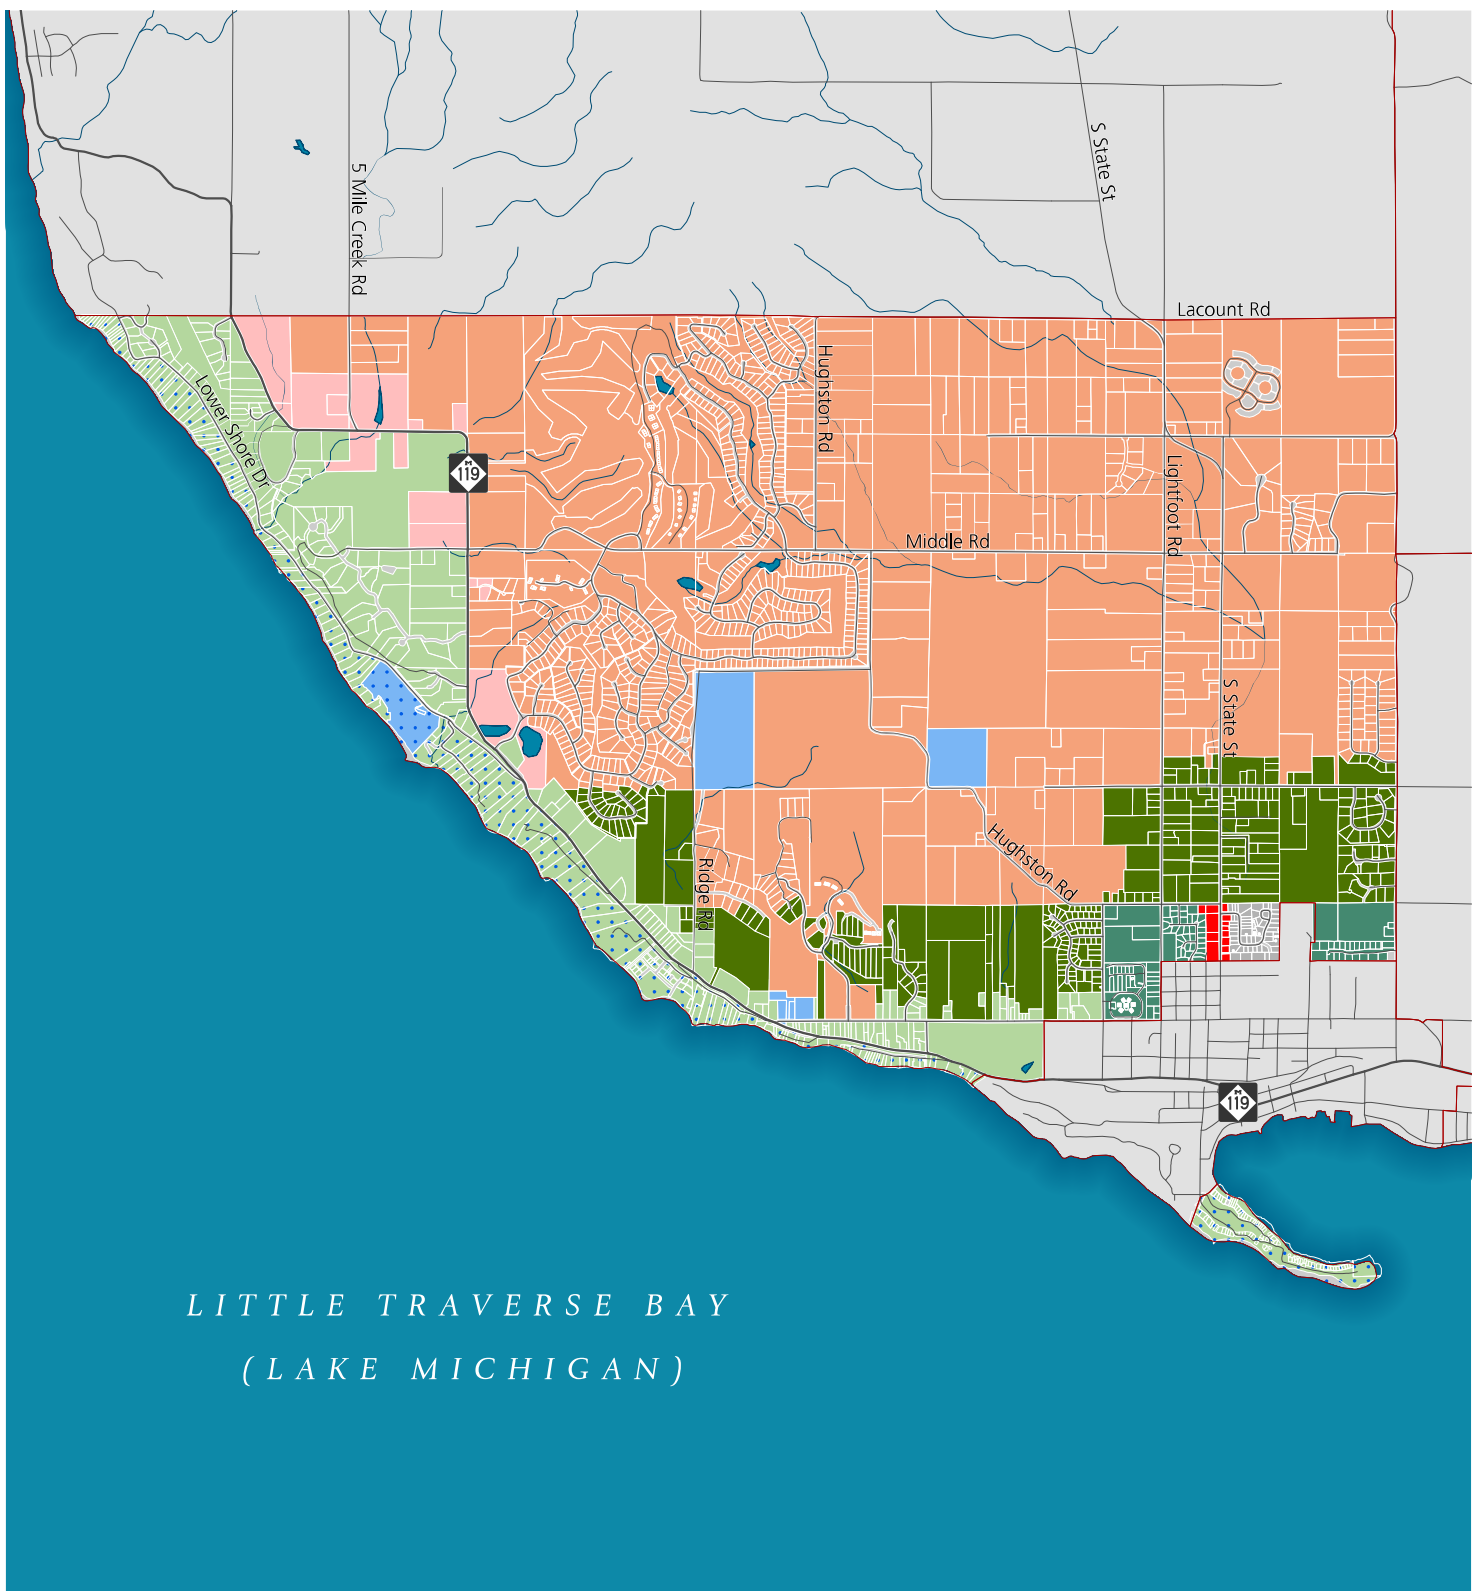 S State St
5 Mile Creek Rd
Lacount Rd
Hughston Rd
Lower Shore Dr
M
119
Lightfoot Rd
Middle Rd
S State St
Hughston Rd
Ridge Rd
M
119
LITTLE TRAVERSE BAY
(LAKE MICHIGAN)